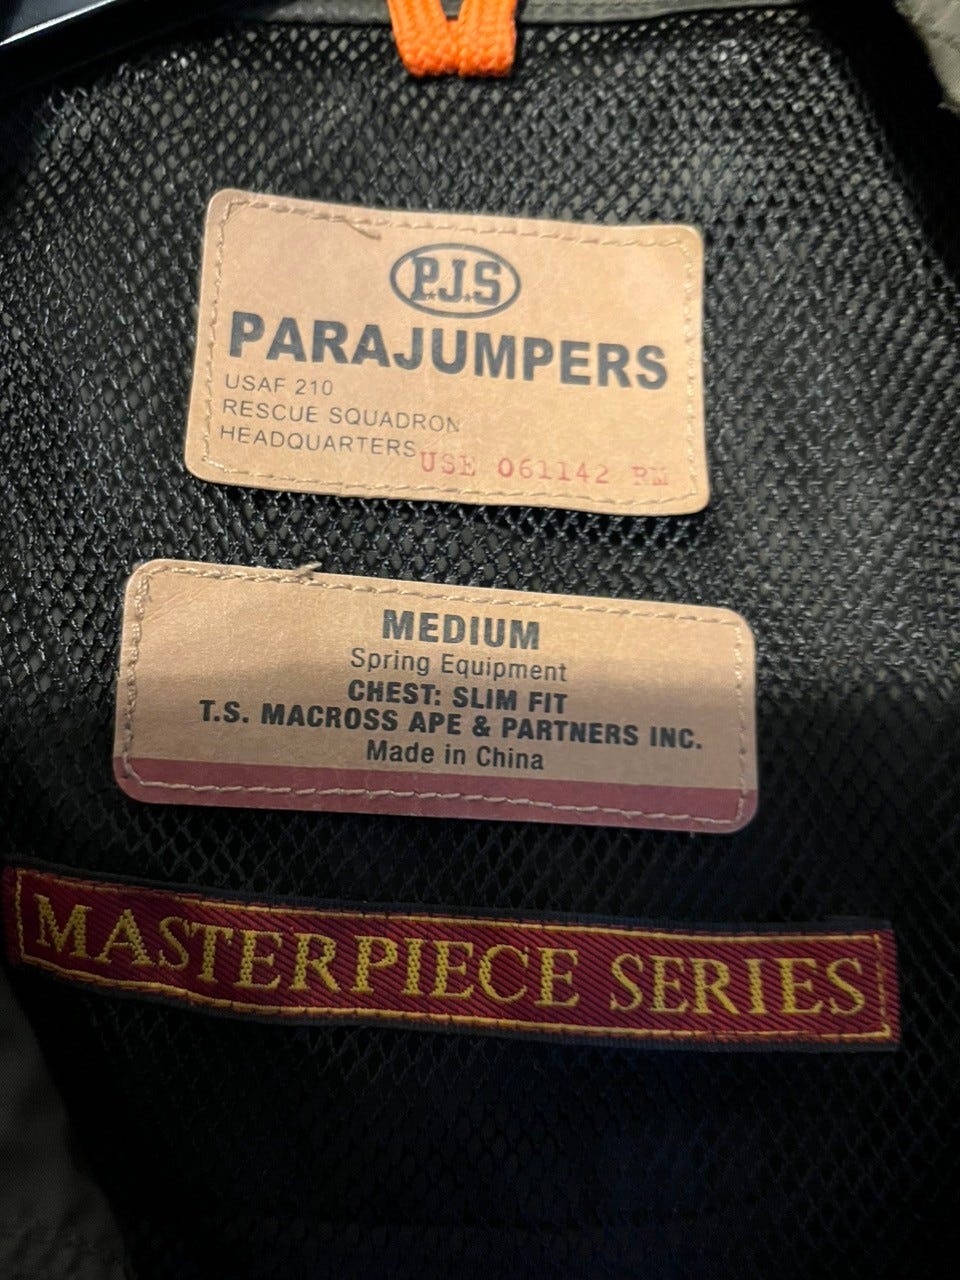 P.J.S
PARAJUMPERS
USAF 210
RESCUE SQUADRON
HEADQUARTERS
USE 061142 PM
MEDIUM
Spring Equipment
CHEST: SLIM FIT
T.S. MACROSS APE & PARTNERS INC.
Made in China
MASTERPIECE SERIES